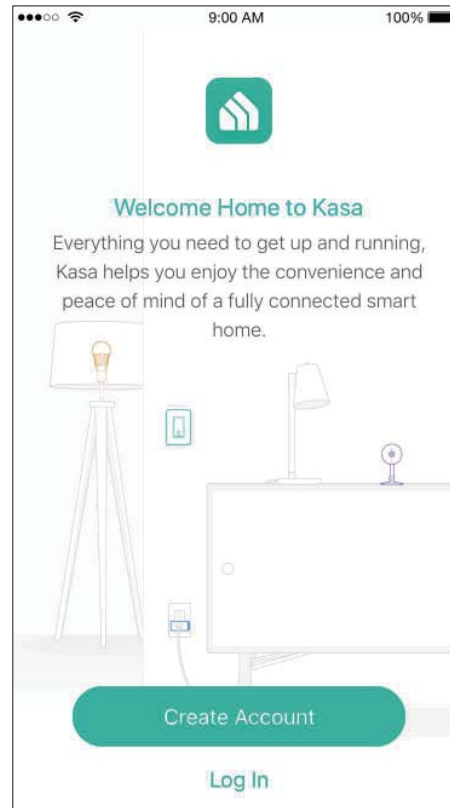 9:00 AM 100%
Welcome Home to Kasa
Everything you need to get up and running,
Kasa helps you enjoy the convenience and
peace of mind of a fully connected smart
home.
Create Account
Log In